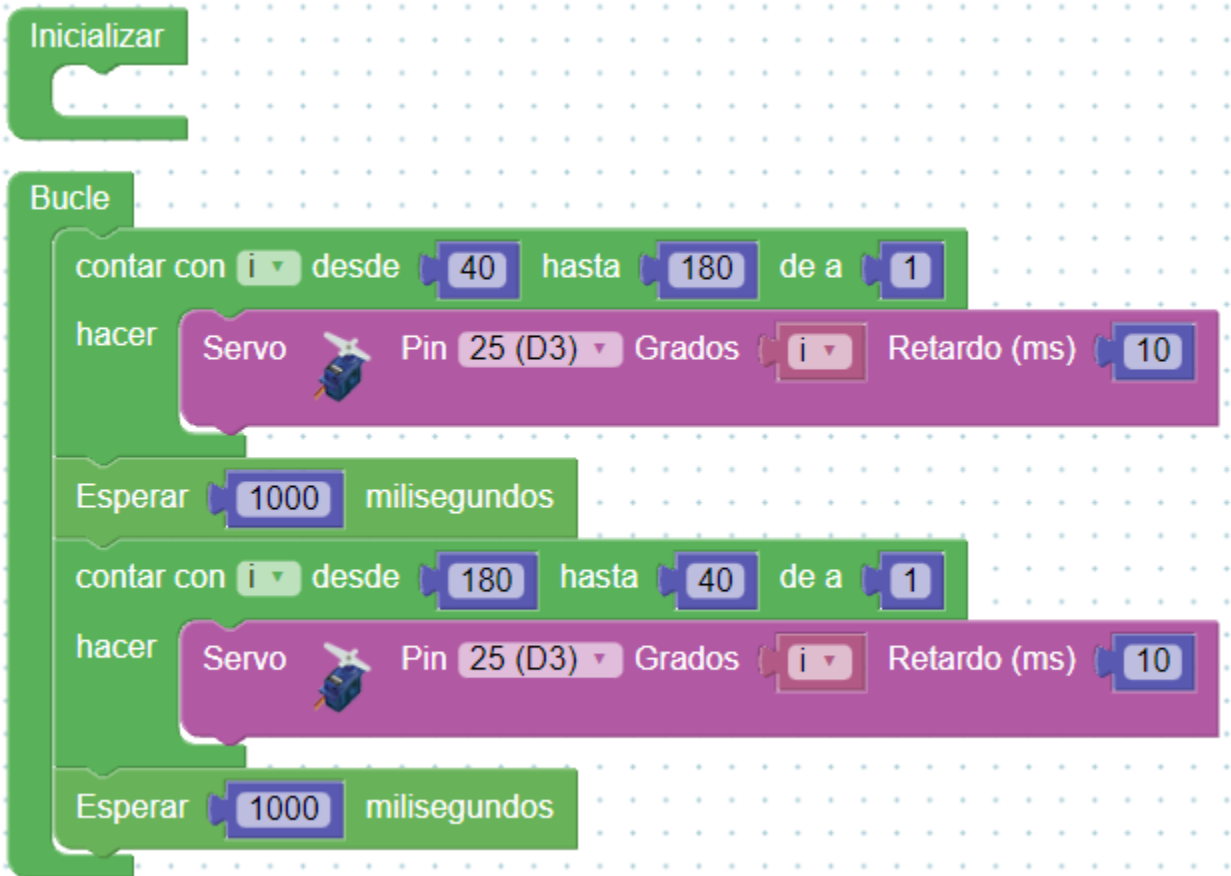 Inicializar
Bucle
contar con i desde 40 hasta 180 de a 1
hacer Servo Pin 25 (D3) Grados i Retardo (ms) 10
Esperar 1000 milisegundos
contar con i desde 180 hasta 40 de a 1
hacer Servo Pin 25 (D3) Grados i Retardo (ms) 10
Esperar 1000 milisegundos